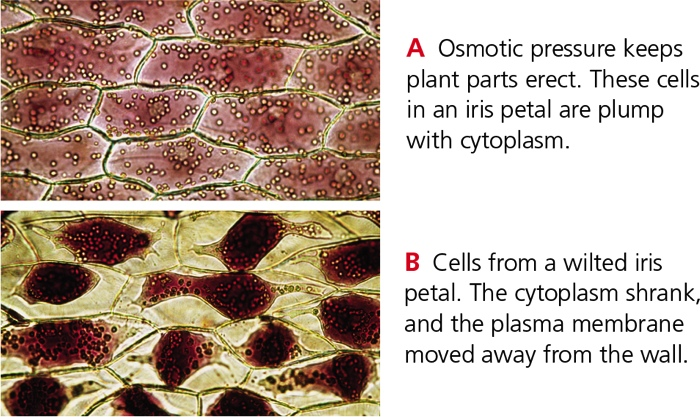 A Osmotic pressure keeps
plant parts erect. These cells
in an iris petal are plump
with cytoplasm.
B Cells from a wilted iris
petal. The cytoplasm shrank,
and the plasma membrane
moved away from the wall.